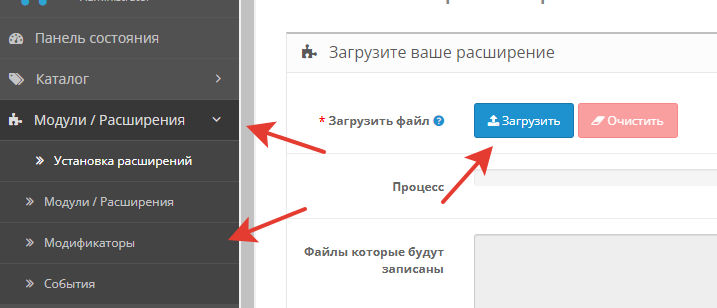 Панель состояния
Каталог
Модули / Расширения
Установка расширений
Модули / Расширения
Модификаторы
События
Загрузите ваше расширение
* Загрузить файл ? Загрузить Очистить
Процесс
Файлы которые будут
записаны